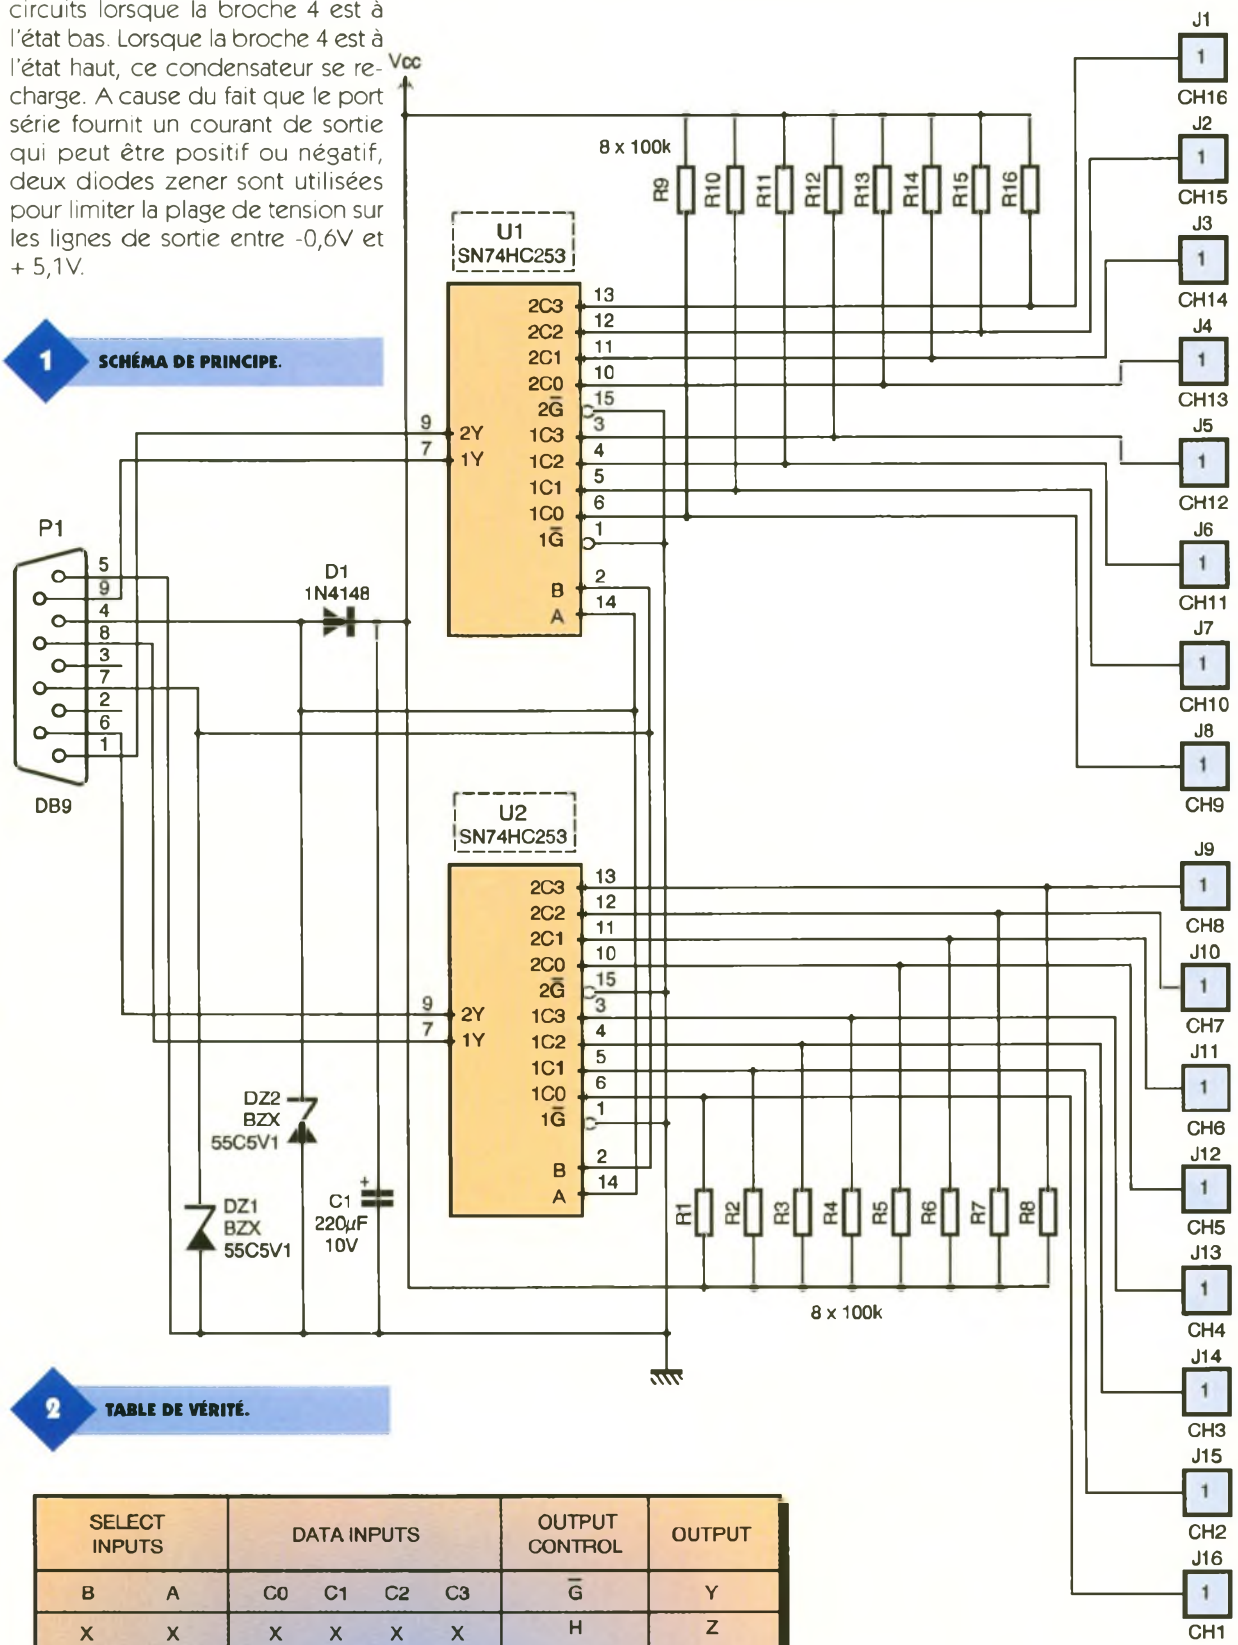 circuits lorsque la broche 4 est à
l'état bas. Lorsque la broche 4 est à
l'état haut, ce condensateur se re-
charge. A cause du fait que le port
série fournit un courant de sortie
qui peut être positif ou négatif,
deux diodes zener sont utilisées
pour limiter la plage de tension sur
les lignes de sortie entre -0,6V et
+ 5,1V.
1 SCHÉMA DE PRINCIPE.
Vcc
8 x 100k
R9 R10 R11 R12 R13 R14 R15 R16
U1
SN74HC253
2C3 13
2C2 12
2C1 11
2C0 10
2G̅ 15
9 2Y 1C3 3
7 1Y 1C2 4
1C1 5
1C0 6
1G̅ 1
B 2
A 14
P1
5
9
4
8
3
7
2
6
1
DB9
D1
1N4148
U2
SN74HC253
2C3 13
2C2 12
2C1 11
2C0 10
2G̅ 15
9 2Y 1C3 3
7 1Y 1C2 4
1C1 5
1C0 6
1G̅ 1
B 2
A 14
DZ2
BZX
55C5V1
DZ1
BZX
55C5V1
+
C1
220µF
10V
R1 R2 R3 R4 R5 R6 R7 R8
8 x 100k
J1
1
CH16
J2
1
CH15
J3
1
CH14
J4
1
CH13
J5
1
CH12
J6
1
CH11
J7
1
CH10
J8
1
CH9
J9
1
CH8
J10
1
CH7
J11
1
CH6
J12
1
CH5
J13
1
CH4
J14
1
CH3
J15
1
CH2
J16
1
CH1
2 TABLE DE VÉRITÉ.
SELECT INPUTS DATA INPUTS OUTPUT CONTROL OUTPUT
B A C0 C1 C2 C3 G̅ Y
X X X X X X H Z